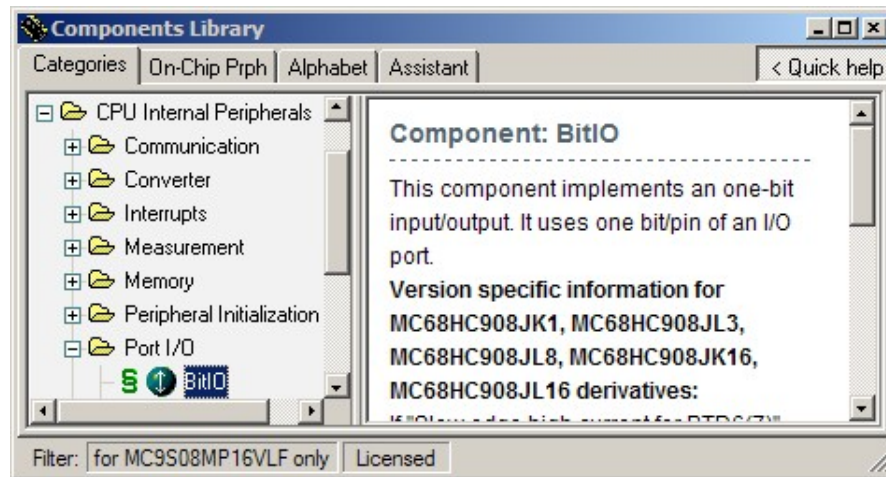 Components Library
Categories On-Chip Prph Alphabet Assistant < Quick help
CPU Internal Peripherals
Communication
Converter
Interrupts
Measurement
Memory
Peripheral Initialization
Port I/O
BitIO
Component: BitIO
This component implements an one-bit
input/output. It uses one bit/pin of an I/O
port.
Version specific information for
MC68HC908JK1, MC68HC908JL3,
MC68HC908JL8, MC68HC908JK16,
MC68HC908JL16 derivatives:
Filter: for MC9S08MP16VLF only Licensed